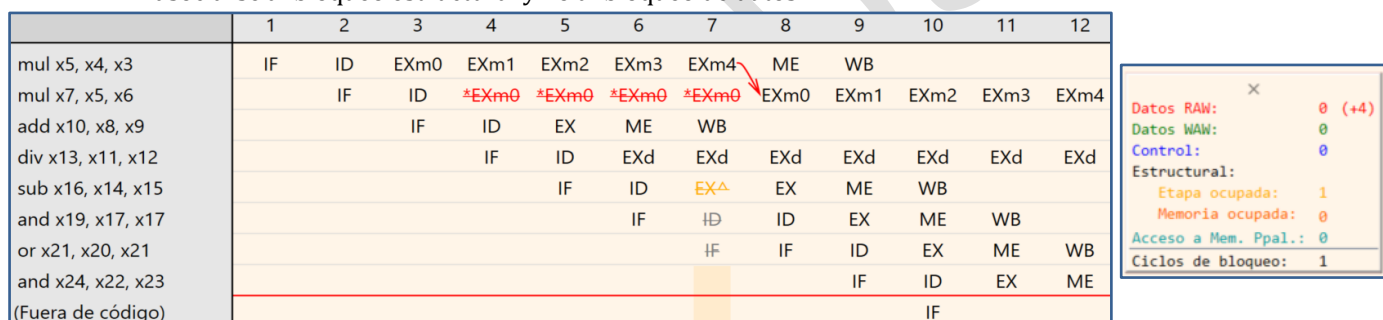 1 2 3 4 5 6 7 8 9 10 11 12
mul x5, x4, x3 IF ID EXm0 EXm1 EXm2 EXm3 EXm4 ME WB
mul x7, x5, x6 IF ID *EXm0 *EXm0 *EXm0 *EXm0 EXm0 EXm1 EXm2 EXm3 EXm4
add x10, x8, x9 IF ID EX ME WB
div x13, x11, x12 IF ID EXd EXd EXd EXd EXd EXd EXd
sub x16, x14, x15 IF ID EX△ EX ME WB
and x19, x17, x17 IF ID ID EX ME WB
or x21, x20, x21 IF IF ID EX ME WB
and x24, x22, x23 IF ID EX ME
(Fuera de código) IF
×
Datos RAW: 0 (+4)
Datos WAW: 0
Control: 0
Estructural:
Etapa ocupada: 1
Memoria ocupada: 0
Acceso a Mem. Ppal.: 0
Ciclos de bloqueo: 1